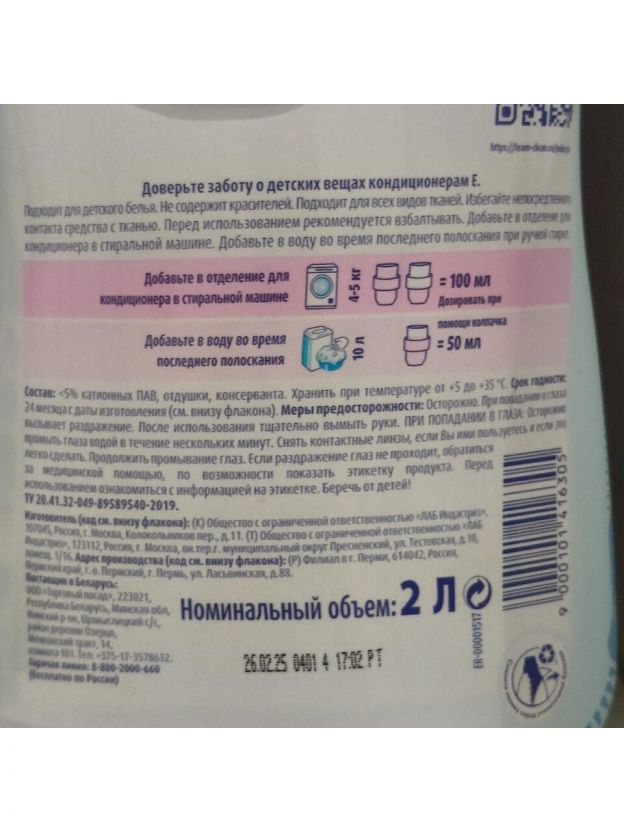 https://team-clean.ru/
Доверьте заботу о детских вещах кондиционерам E.
Подходит для детского белья. Не содержит красителей. Подходит для всех видов тканей. Избегайте непосредственного
контакта средства с тканью. Перед использованием рекомендуется взбалтывать. Добавьте в отделение для
кондиционера в стиральной машине. Добавьте в воду во время последнего полоскания при ручной стирке.
Добавьте в отделение для
кондиционера в стиральной машине
4-5 кг
= 100 мл
Дозировать при
помощи колпачка
Добавьте в воду во время
последнего полоскания
10 л
= 50 мл
Состав: <5% катионных ПАВ, отдушки, консерванта. Хранить при температуре от +5 до +35 °C. Срок годности:
24 месяца с даты изготовления (см. внизу флакона). Меры предосторожности: Осторожно. При попадании в глаза
вызывает раздражение. После использования тщательно вымыть руки. ПРИ ПОПАДАНИИ В ГЛАЗА: Осторожно
промыть глаза водой в течение нескольких минут. Снять контактные линзы, если Вы ими пользуетесь и если это
легко сделать. Продолжить промывание глаз. Если раздражение глаз не проходит, обратиться
за медицинской помощью, по возможности показать этикетку продукта. Перед
использованием ознакомиться с информацией на этикетке. Беречь от детей!
ТУ 20.41.32-049-89589540-2019.
Изготовитель (код см. внизу флакона): (К) Общество с ограниченной ответственностью «ЛАБ Индастриз»,
107045, Россия, г. Москва, Колокольников пер., д. 11. (Т) Общество с ограниченной ответственностью «ЛАБ
Индастриз», 123112, Россия, г. Москва, вн.тер.г. муниципальный округ Пресненский, ул. Тестовская, д. 10,
помещ. 1/16. Адрес производства (код см. внизу флакона): (Р) Филиал в г. Перми, 614042, Россия,
Пермский край, г. о. Пермский, г. Пермь, ул. Ласьвинская, д. 88.
Поставщик в Беларусь:
ООО «Торговый посад», 223021,
Республика Беларусь, Минская обл,
Минский р-он, Щомыслицкий с/с,
район деревни Озерцо,
Менковский тракт, 14,
комната 101. Тел.: +375-17-3578632.
Горячая линия: 8-800-2000-660
(бесплатно по России)
Номинальный объем: 2 Л
26.02.25 0401 4 17:02 PT
ER-00001517
9 000101 416305